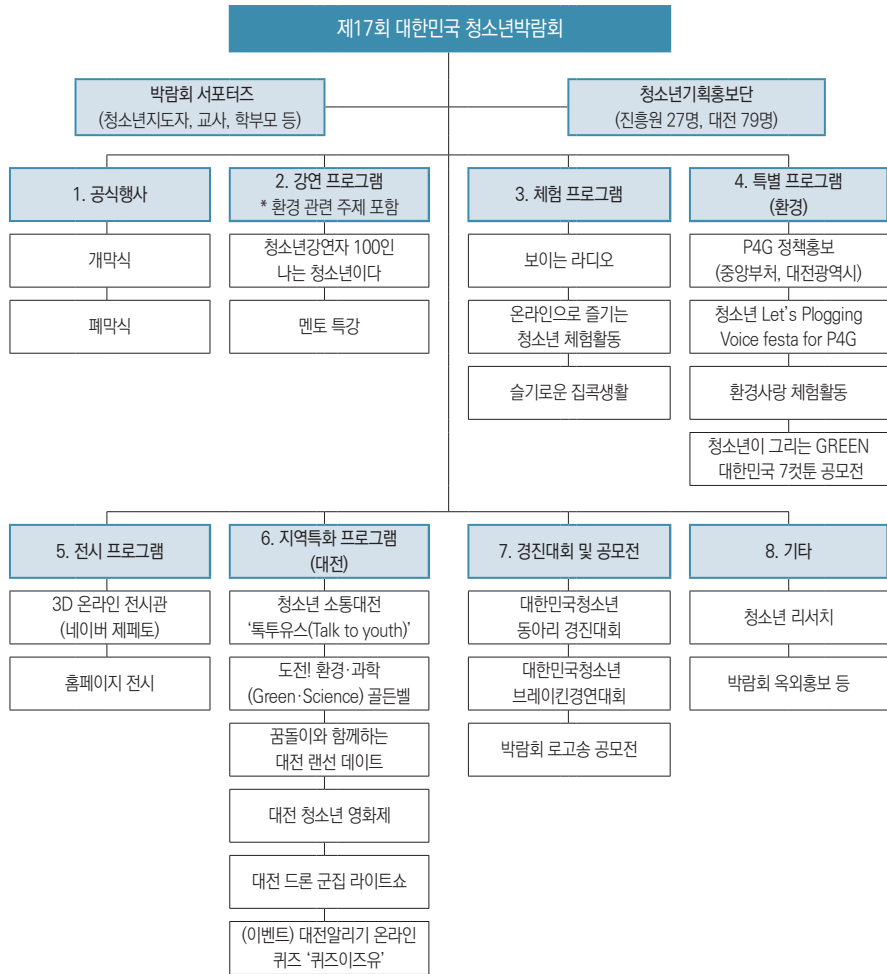 제17회 대한민국 청소년박람회
박람회 서포터즈
(청소년지도자, 교사, 학부모 등)
청소년기획홍보단
(진흥원 27명, 대전 79명)
1. 공식행사
개막식
폐막식
2. 강연 프로그램
* 환경 관련 주제 포함
청소년강연자 100인
나는 청소년이다
멘토 특강
3. 체험 프로그램
보이는 라디오
온라인으로 즐기는
청소년 체험활동
슬기로운 집콕생활
4. 특별 프로그램
(환경)
P4G 정책홍보
(중앙부처, 대전광역시)
청소년 Let's Plogging
Voice festa for P4G
환경사랑 체험활동
청소년이 그리는 GREEN
대한민국 7컷툰 공모전
5. 전시 프로그램
3D 온라인 전시관
(네이버 제페토)
홈페이지 전시
6. 지역특화 프로그램
(대전)
청소년 소통대전
‘톡투유스(Talk to youth)’
도전! 환경·과학
(Green·Science) 골든벨
꿈돌이와 함께하는
대전 랜선 데이트
대전 청소년 영화제
대전 드론 군집 라이트쇼
(이벤트) 대전알리기 온라인
퀴즈 ‘퀴즈이즈유’
7. 경진대회 및 공모전
대한민국청소년
동아리 경진대회
대한민국청소년
브레이킨경연대회
박람회 로고송 공모전
8. 기타
청소년 리서치
박람회 옥외홍보 등